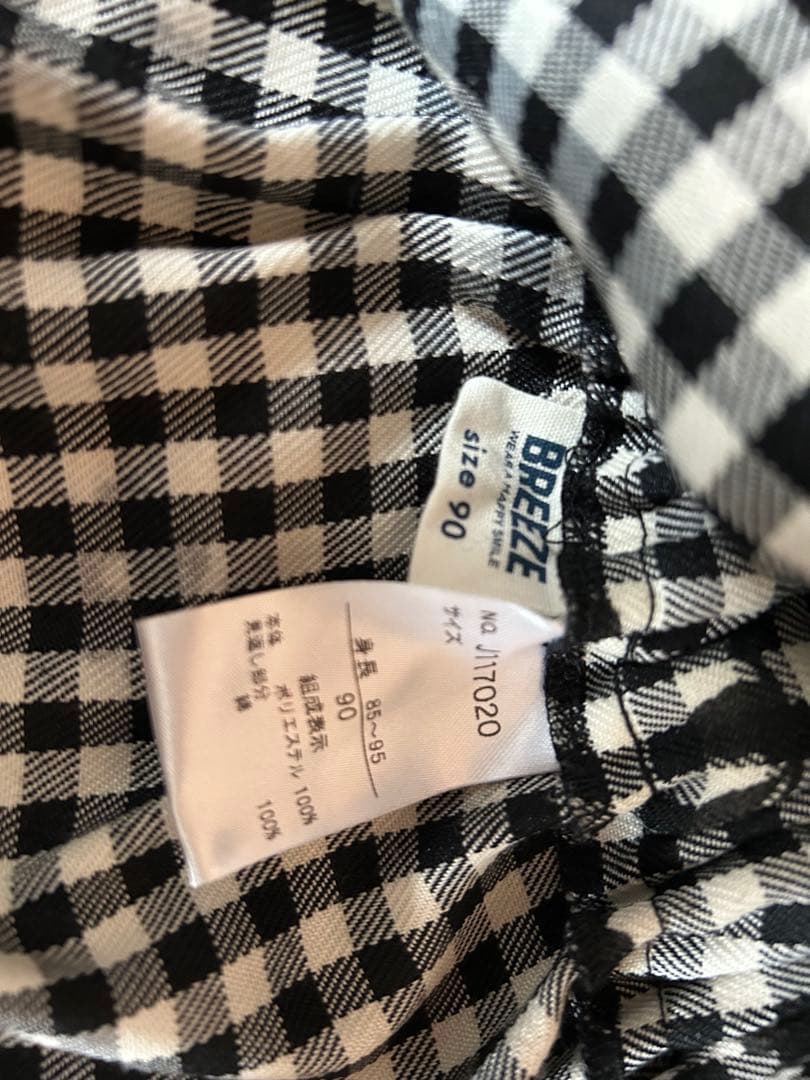 BREEZE
WEAR A HAPPY SMILE
size 90
NO. J117020
サイズ
身長 85~95
90
組成表示
本体 ポリエステル 100%
見返し部分
綿 100%